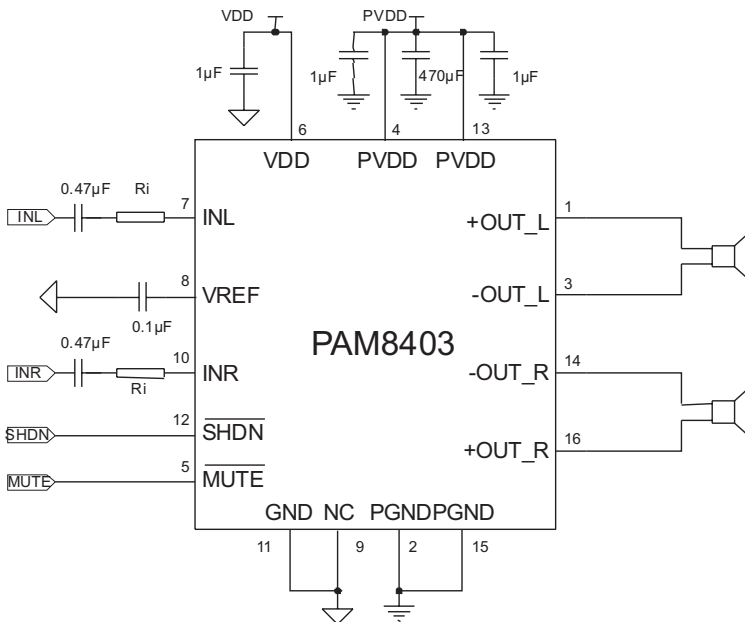 VDD PVDD
1µF 1µF 470µF 1µF
6 4 13
VDD PVDD PVDD
0.47µF Ri
INL 7 INL
+OUT_L 1
8 VREF
-OUT_L 3
0.1µF
PAM8403
0.47µF
INR 10 INR
Ri
-OUT_R 14
SHDN 12 SHDN
+OUT_R 16
MUTE 5 MUTE
GND NC PGND PGND
11 9 2 15